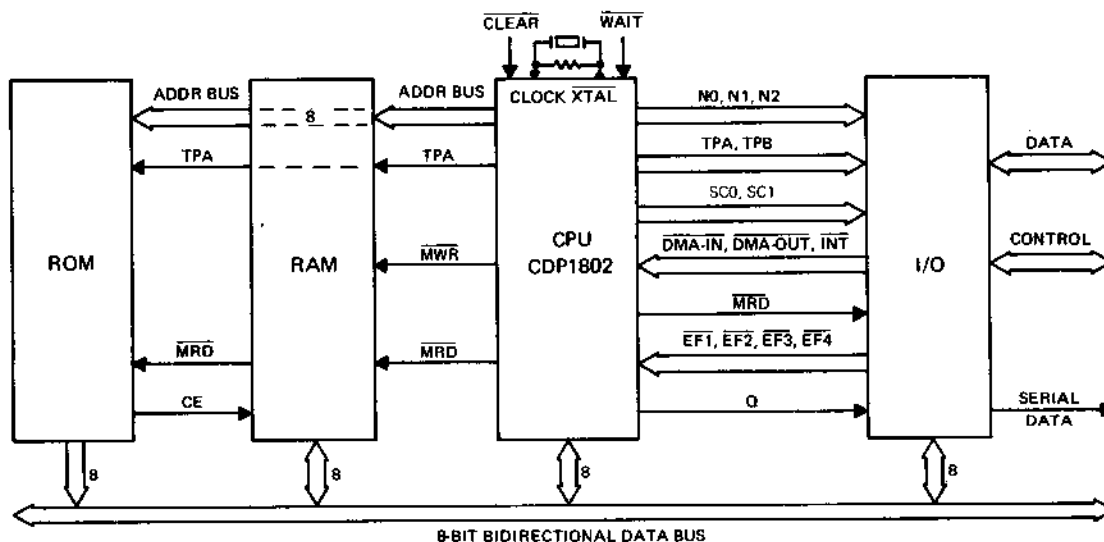 CLEAR WAIT
ADDR BUS ADDR BUS CLOCK XTAL N0, N1, N2
8
TPA TPA TPA, TPB DATA
SC0, SC1
ROM RAM MWR CPU CDP1802 DMA-IN, DMA-OUT, INT I/O CONTROL
MRD
MRD MRD EF1, EF2, EF3, EF4
CE Q SERIAL DATA
8 8 8 8
8-BIT BIDIRECTIONAL DATA BUS